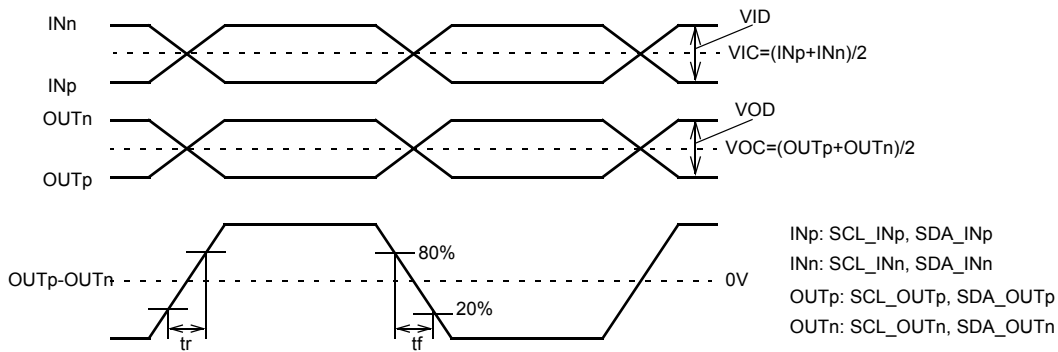 INn
VID
VIC=(INp+INn)/2
INp
OUTn
VOD
VOC=(OUTp+OUTn)/2
OUTp
INp: SCL_INp, SDA_INp
80%
INn: SCL_INn, SDA_INn
OUTp-OUTn
0V
OUTp: SCL_OUTp, SDA_OUTp
20%
OUTn: SCL_OUTn, SDA_OUTn
tr
tf